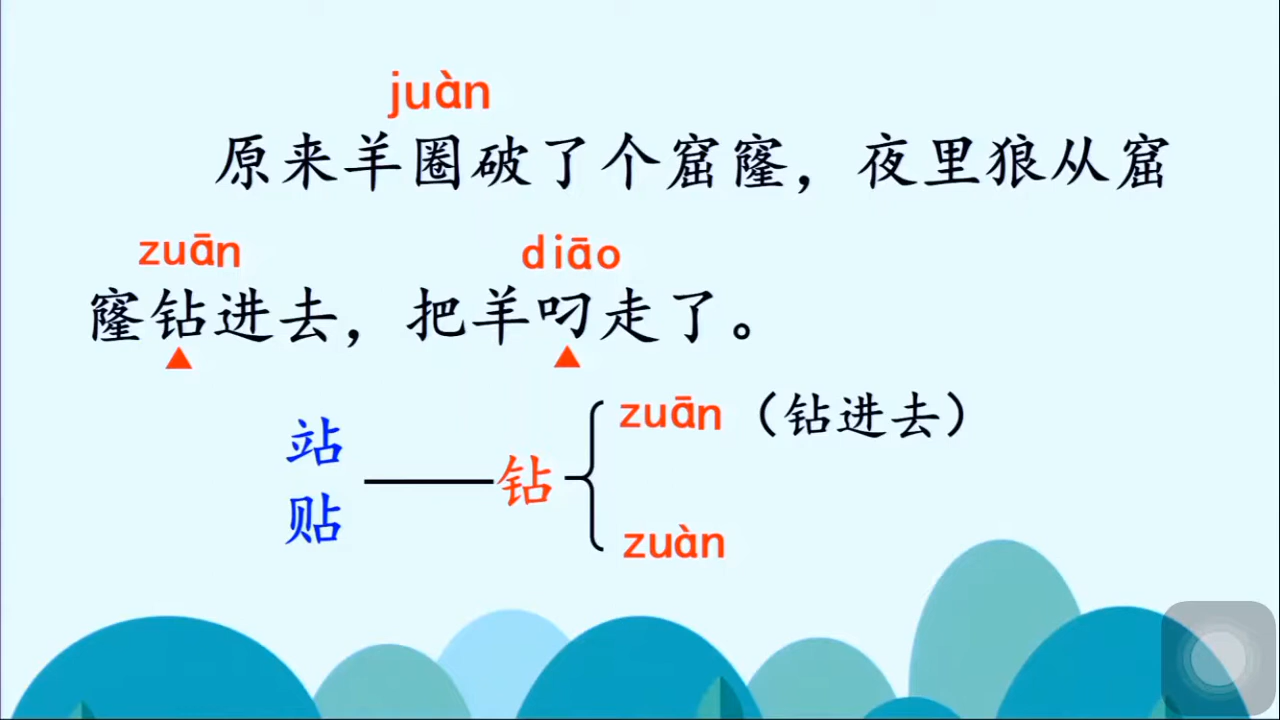 juàn
原来羊圈破了个窟窿，夜里狼从窟
zuān diāo
窿钻进去，把羊叼走了。
zuān（钻进去）
站
钻
贴
zuàn